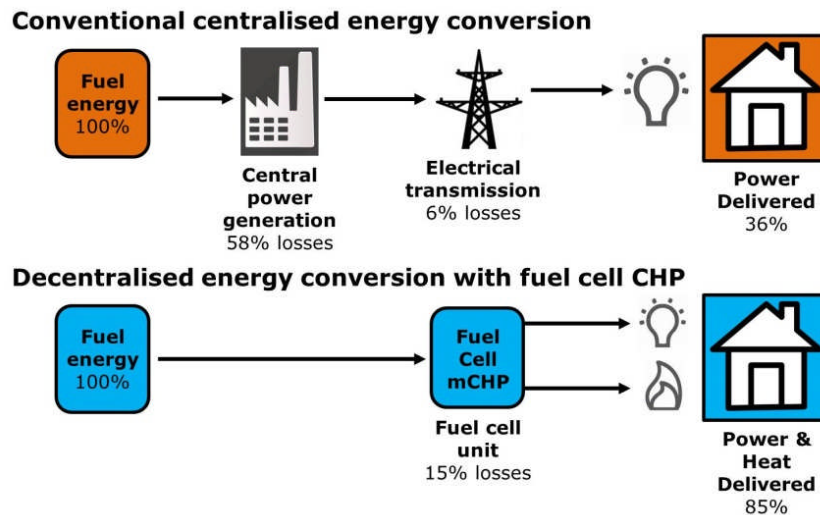 Conventional centralised energy conversion
Fuel
energy
100%
Central
power
generation
58% losses
Electrical
transmission
6% losses
Power
Delivered
36%
Decentralised energy conversion with fuel cell CHP
Fuel
energy
100%
Fuel
Cell
mCHP
Fuel cell
unit
15% losses
Power &
Heat
Delivered
85%